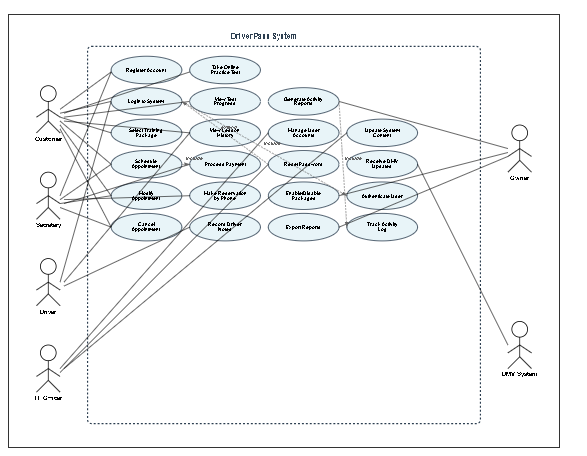 DriverPass System
Register Account
Take Online
Practice Test
Login to System
View Test
Progress
Generate Activity
Reports
Customer
Select Training
Package
View Lesson
History
Manage User
Accounts
Update System
Content
include
include
include
Schedule
Appointment
Process Payment
Reset Password
Receive DMV
Updates
Owner
Secretary
Modify
Appointment
Make Reservation
by Phone
Enable/Disable
Packages
Authenticate User
Cancel
Appointment
Record Driver
Notes
Export Reports
Track Activity
Log
Driver
DMV System
IT Officer